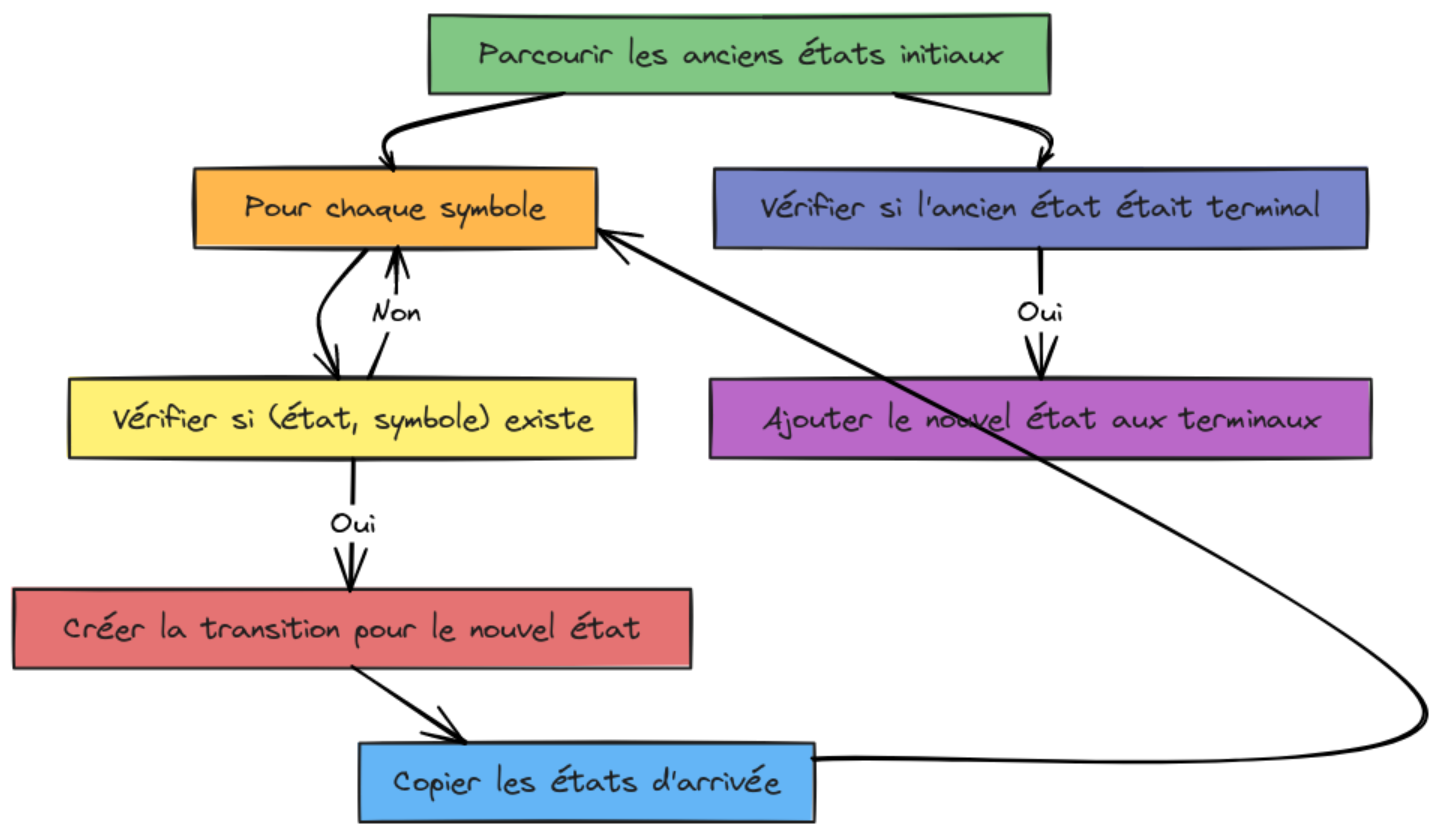 Parcourir les anciens états initiaux
Pour chaque symbole
Vérifier si l'ancien état était terminal
Non
Oui
Vérifier si (état, symbole) existe
Ajouter le nouvel état aux terminaux
Oui
Créer la transition pour le nouvel état
Copier les états d'arrivée